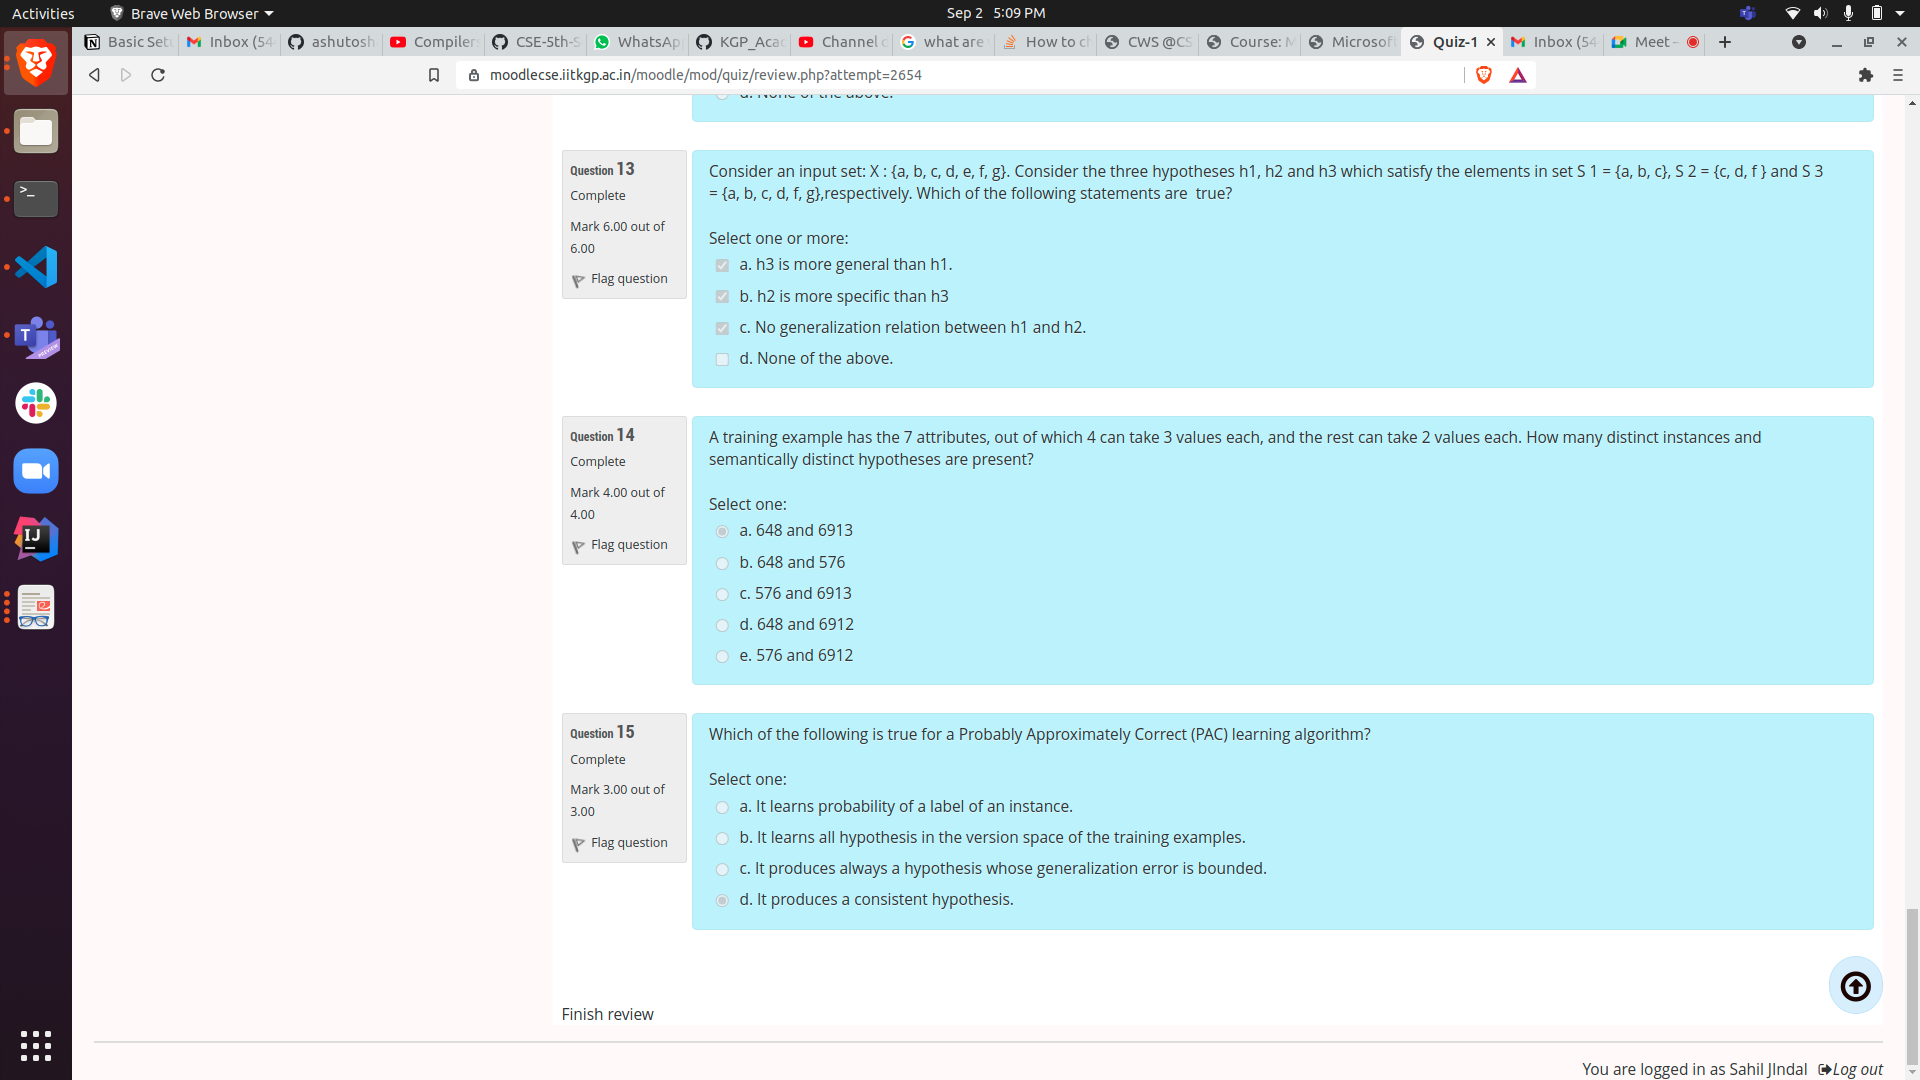 Activities
Brave Web Browser
Sep 2 5:09 PM
Basic Set
Inbox (54
ashutosh
Compiler
CSE-5th-S
WhatsAp
KGP_Acad
Channel
what are
How to c
CWS @CS
Course: M
Microsoft
Quiz-1
Inbox (54
Meet -
moodlecse.iitkgp.ac.in/moodle/mod/quiz/review.php?attempt=2654
d. None of the above.
Question 13
Complete
Mark 6.00 out of
6.00
Flag question
Consider an input set: X : {a, b, c, d, e, f, g}. Consider the three hypotheses h1, h2 and h3 which satisfy the elements in set S 1 = {a, b, c}, S 2 = {c, d, f } and S 3
= {a, b, c, d, f, g},respectively. Which of the following statements are  true?
Select one or more:
a. h3 is more general than h1.
b. h2 is more specific than h3
c. No generalization relation between h1 and h2.
d. None of the above.
Question 14
Complete
Mark 4.00 out of
4.00
Flag question
A training example has the 7 attributes, out of which 4 can take 3 values each, and the rest can take 2 values each. How many distinct instances and
semantically distinct hypotheses are present?
Select one:
a. 648 and 6913
b. 648 and 576
c. 576 and 6913
d. 648 and 6912
e. 576 and 6912
Question 15
Complete
Mark 3.00 out of
3.00
Flag question
Which of the following is true for a Probably Approximately Correct (PAC) learning algorithm?
Select one:
a. It learns probability of a label of an instance.
b. It learns all hypothesis in the version space of the training examples.
c. It produces always a hypothesis whose generalization error is bounded.
d. It produces a consistent hypothesis.
Finish review
You are logged in as Sahil JIndal Log out